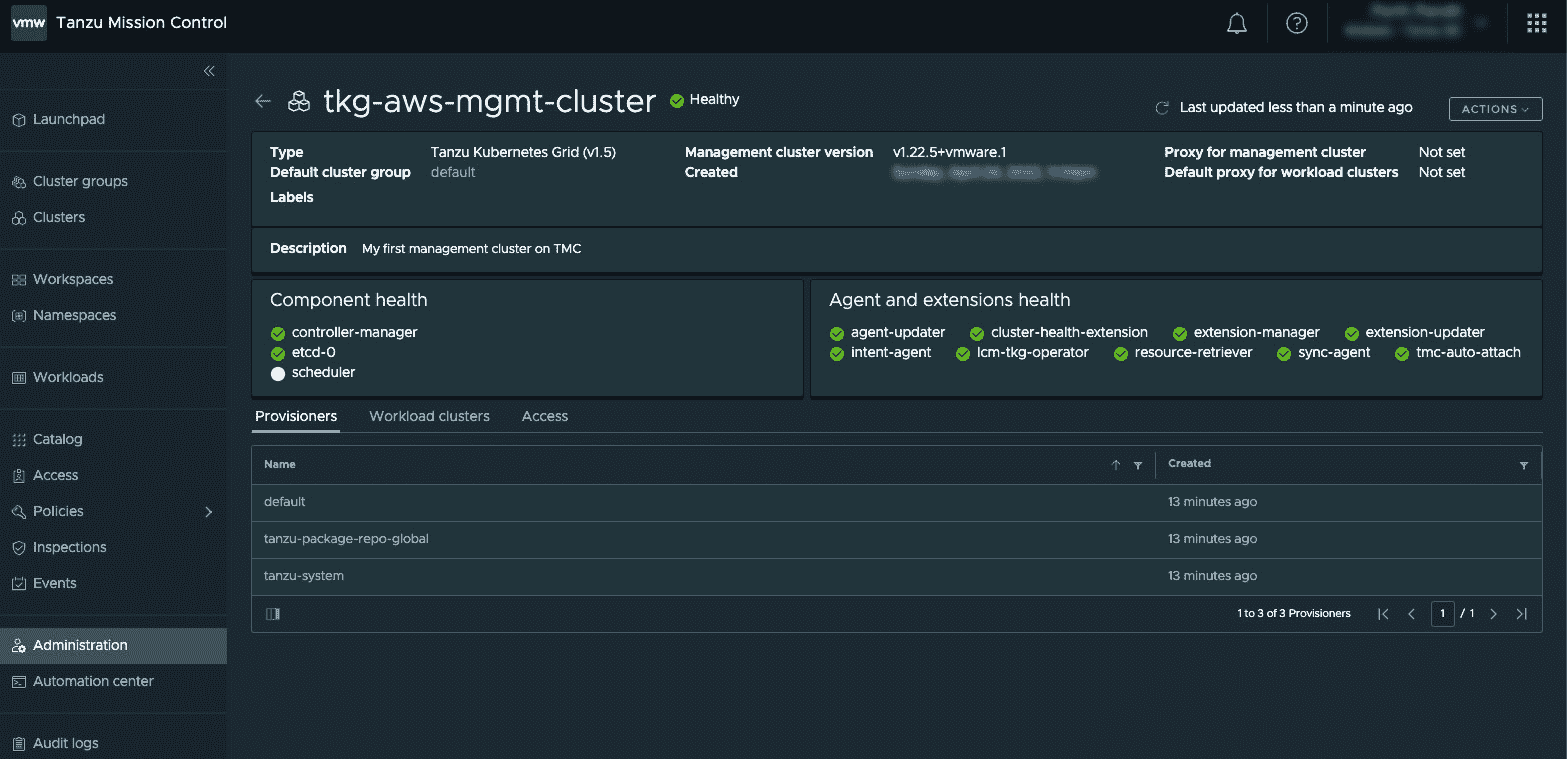 vmw Tanzu Mission Control
Launchpad
Cluster groups
Clusters
Workspaces
Namespaces
Workloads
Catalog
Access
Policies
Inspections
Events
Administration
Automation center
Audit logs
tkg-aws-mgmt-cluster Healthy
Last updated less than a minute ago
ACTIONS
Type Tanzu Kubernetes Grid (v1.5)
Default cluster group default
Labels
Management cluster version v1.22.5+vmware.1
Created
Proxy for management cluster Not set
Default proxy for workload clusters Not set
Description My first management cluster on TMC
Component health
controller-manager
etcd-0
scheduler
Agent and extensions health
agent-updater cluster-health-extension extension-manager extension-updater
intent-agent lcm-tkg-operator resource-retriever sync-agent tmc-auto-attach
Provisioners Workload clusters Access
Name Created
default 13 minutes ago
tanzu-package-repo-global 13 minutes ago
tanzu-system 13 minutes ago
1 to 3 of 3 Provisioners 1 / 1